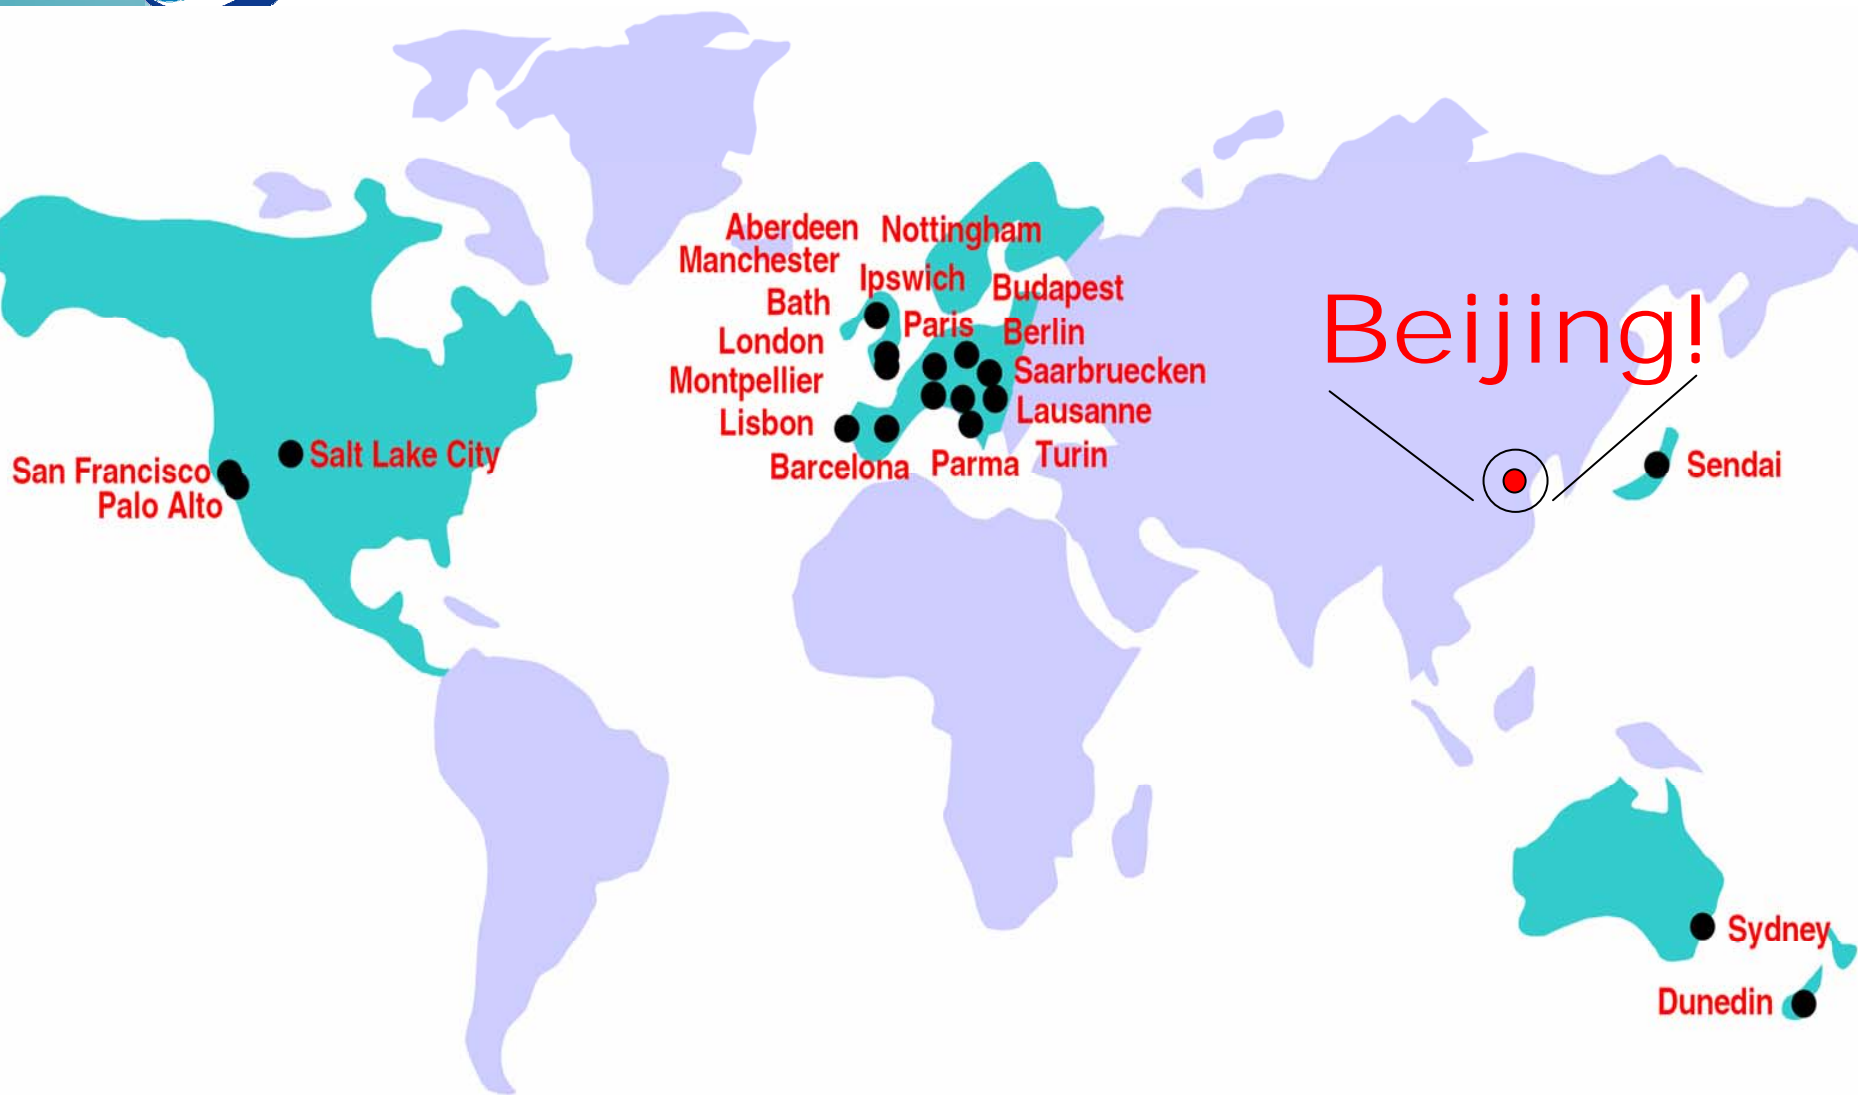 Aberdeen
Nottingham
Manchester
Ipswich
Budapest
Bath
Paris
Berlin
London
Saarbruecken
Montpellier
Lausanne
Lisbon
Barcelona
Parma
Turin
Beijing!
Salt Lake City
San Francisco
Palo Alto
Sendai
Sydney
Dunedin